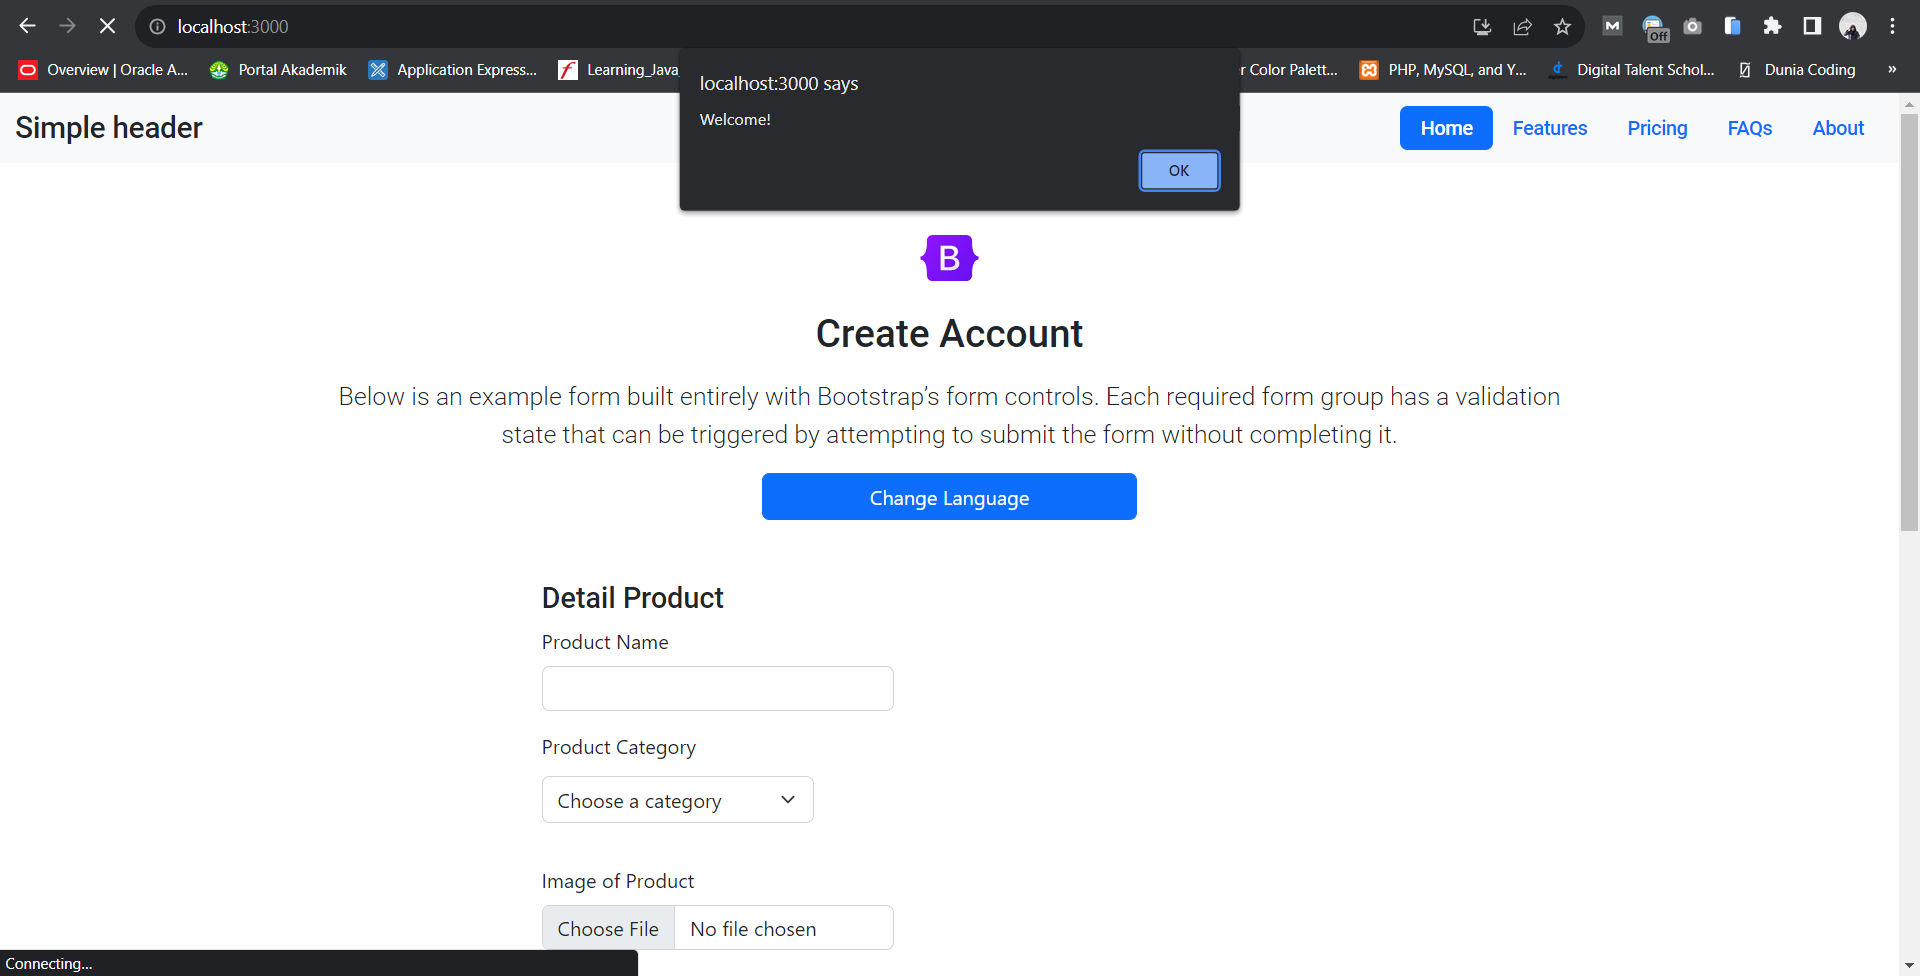 localhost:3000
Off
Overview | Oracle A...
Portal Akademik
Application Express...
Learning_Java
r Color Palett...
PHP, MySQL, and Y...
Digital Talent Schol...
Dunia Coding
»
localhost:3000 says
Welcome!
OK
Simple header
Home
Features
Pricing
FAQs
About
B
Create Account
Below is an example form built entirely with Bootstrap’s form controls. Each required form group has a validation
state that can be triggered by attempting to submit the form without completing it.
Change Language
Detail Product
Product Name
Product Category
Choose a category
Image of Product
Choose File
No file chosen
Connecting...